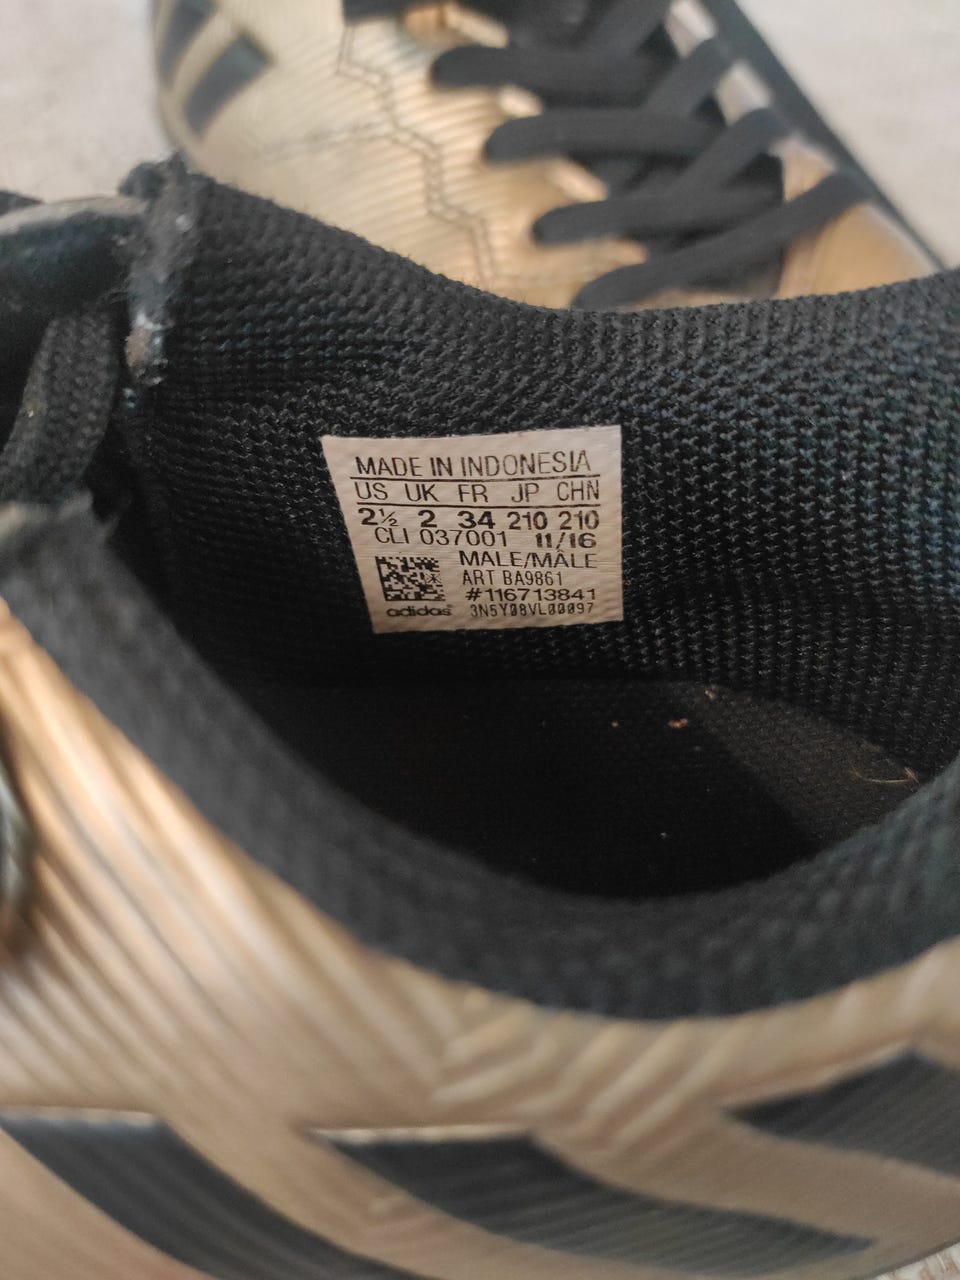 MADE IN INDONESIA
US UK FR JP CHN
2½ 2 34 210 210
CLI 037001 11/16
MALE/MÂLE
ART BA9861
#116713841
adidas 3N5Y08VL00097